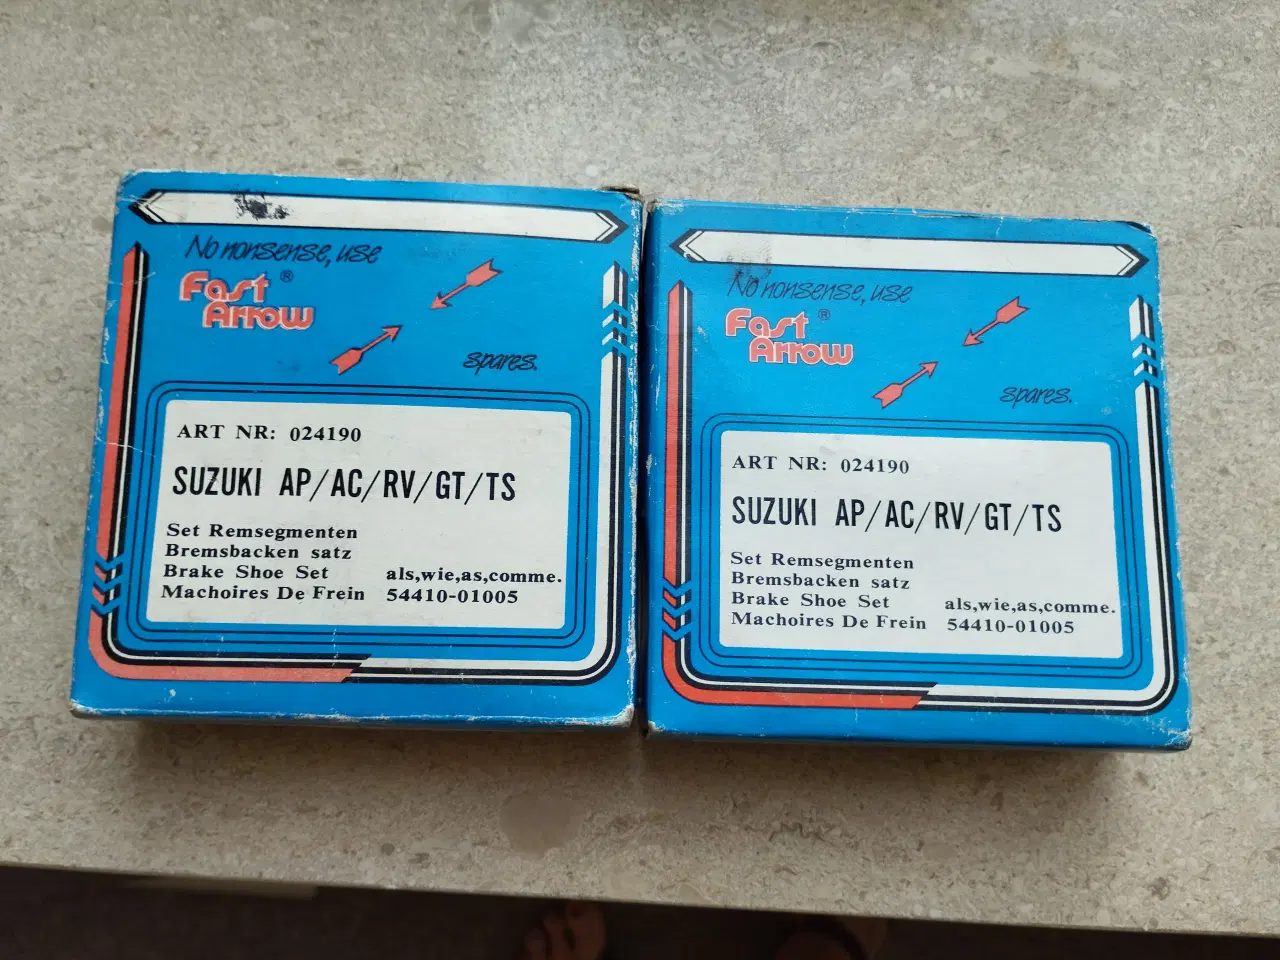 No nonsense, use
Fast ®
Arrow
spares.
ART NR: 024190
SUZUKI AP/AC/RV/GT/TS
Set Remsegmenten
Bremsbacken satz
Brake Shoe Set als,wie,as,comme.
Machoires De Frein 54410-01005
No nonsense, use
Fast ®
Arrow
spares.
ART NR: 024190
SUZUKI AP/AC/RV/GT/TS
Set Remsegmenten
Bremsbacken satz
Brake Shoe Set als,wie,as,comme.
Machoires De Frein 54410-01005